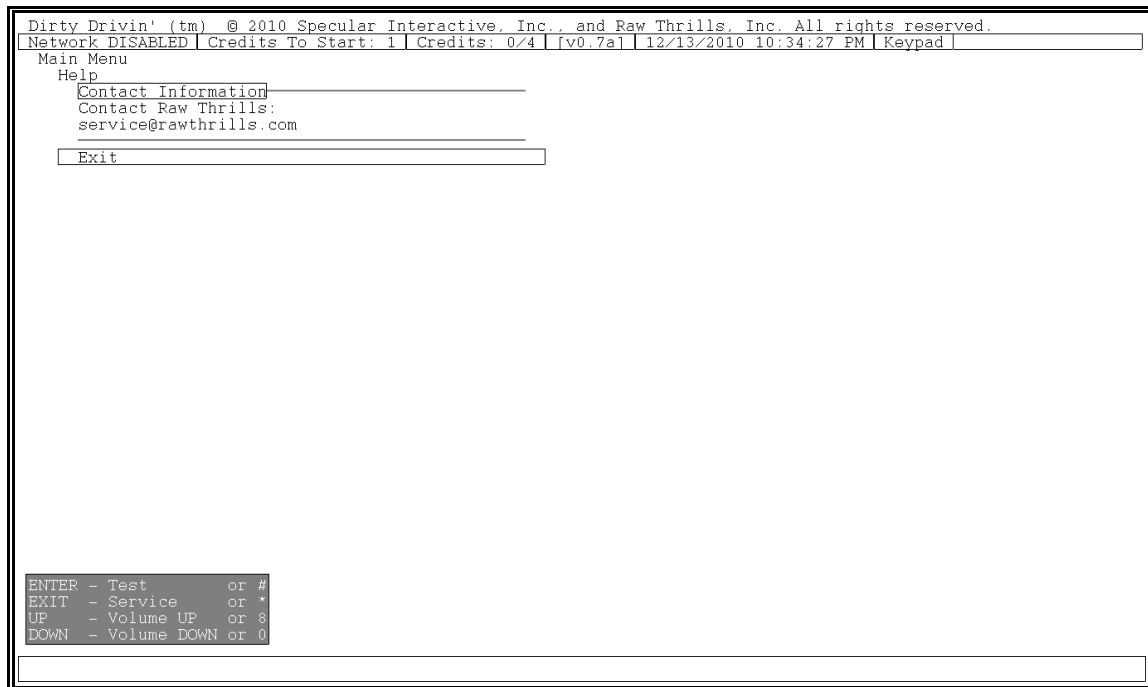 Dirty Drivin' (tm) © 2010 Specular Interactive, Inc., and Raw Thrills, Inc. All rights reserved.
Network DISABLED Credits To Start: 1 Credits: 0/4 [v0.7a] 12/13/2010 10:34:27 PM Keypad
Main Menu
Help
Contact Information
Contact Raw Thrills:
service@rawthrills.com
Exit
ENTER - Test or #
EXIT - Service or *
UP - Volume UP or 8
DOWN - Volume DOWN or 0